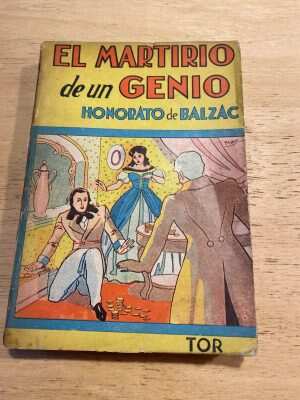 EL MARTIRIO
de un GENIO
HONORATO de BALZAC
TOR